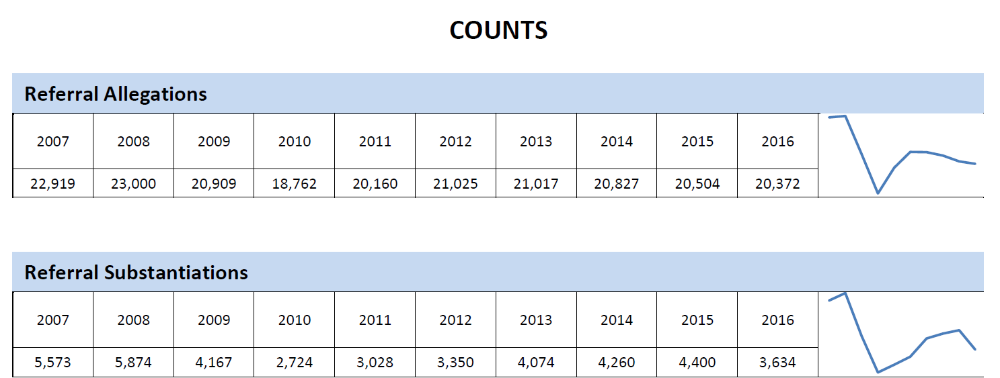 COUNTS
Referral Allegations
2007 2008 2009 2010 2011 2012 2013 2014 2015 2016
22,919 23,000 20,909 18,762 20,160 21,025 21,017 20,827 20,504 20,372
Referral Substantiations
2007 2008 2009 2010 2011 2012 2013 2014 2015 2016
5,573 5,874 4,167 2,724 3,028 3,350 4,074 4,260 4,400 3,634